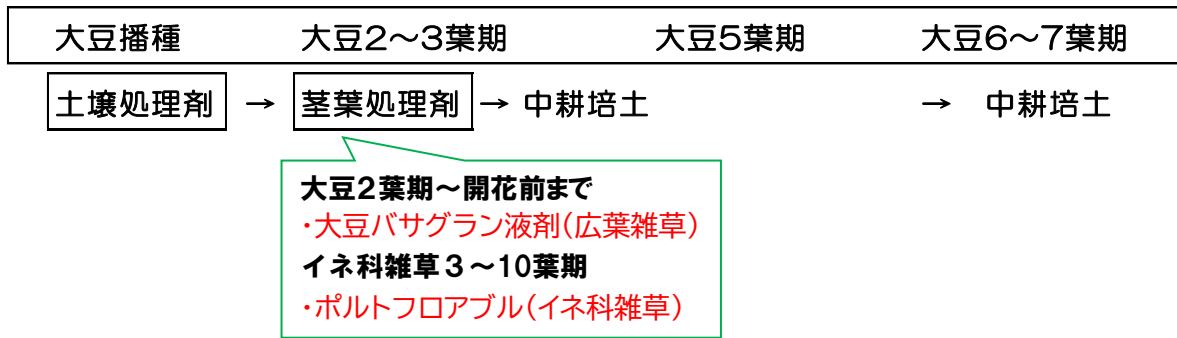 大豆播種 大豆2～3葉期 大豆5葉期 大豆6～7葉期
土壌処理剤 → 茎葉処理剤 → 中耕培土 → 中耕培土
大豆2葉期～開花前まで
・大豆バサグラン液剤(広葉雑草)
イネ科雑草3～10葉期
・ポルトフロアブル(イネ科雑草)